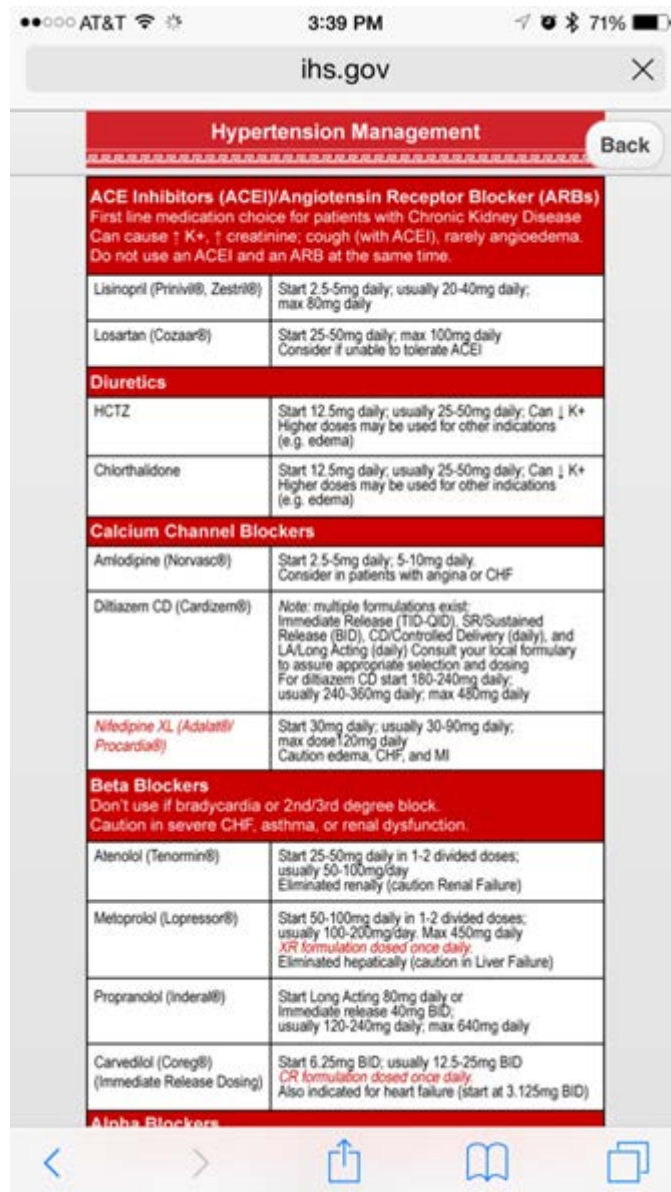 AT&T 3:39 PM 71%
ihs.gov
Hypertension Management
Back
ACE Inhibitors (ACEI)/Angiotensin Receptor Blocker (ARBs)
First line medication choice for patients with Chronic Kidney Disease
Can cause ↑ K+, ↑ creatinine; cough (with ACEI), rarely angioedema.
Do not use an ACEI and an ARB at the same time.
Lisinopril (Prinivil®, Zestril®)
Start 2.5-5mg daily; usually 20-40mg daily;
max 80mg daily
Losartan (Cozaar®)
Start 25-50mg daily; max 100mg daily
Consider if unable to tolerate ACEI
Diuretics
HCTZ
Start 12.5mg daily; usually 25-50mg daily; Can ↓ K+
Higher doses may be used for other indications
(e.g. edema)
Chlorthalidone
Start 12.5mg daily; usually 25-50mg daily; Can ↓ K+
Higher doses may be used for other indications
(e.g. edema)
Calcium Channel Blockers
Amlodipine (Norvasc®)
Start 2.5-5mg daily; 5-10mg daily.
Consider in patients with angina or CHF
Diltiazem CD (Cardizem®)
Note: multiple formulations exist:
Immediate Release (TID-QID), SR/Sustained
Release (BID), CD/Controlled Delivery (daily), and
LA/Long Acting (daily) Consult your local formulary
to assure appropriate selection and dosing
For diltiazem CD start 180-240mg daily;
usually 240-360mg daily; max 480mg daily
Nifedipine XL (Adalat®/
Procardia®)
Start 30mg daily; usually 30-90mg daily;
max dose120mg daily
Caution edema, CHF, and MI
Beta Blockers
Don't use if bradycardia or 2nd/3rd degree block.
Caution in severe CHF, asthma, or renal dysfunction.
Atenolol (Tenormin®)
Start 25-50mg daily in 1-2 divided doses;
usually 50-100mg/day
Eliminated renally (caution Renal Failure)
Metoprolol (Lopressor®)
Start 50-100mg daily in 1-2 divided doses;
usually 100-200mg/day. Max 450mg daily
XR formulation dosed once daily.
Eliminated hepatically (caution in Liver Failure)
Propranolol (Inderal®)
Start Long Acting 80mg daily or
Immediate release 40mg BID;
usually 120-240mg daily; max 640mg daily
Carvedilol (Coreg®)
(Immediate Release Dosing)
Start 6.25mg BID; usually 12.5-25mg BID
CR formulation dosed once daily.
Also indicated for heart failure (start at 3.125mg BID)
Alpha Blockers